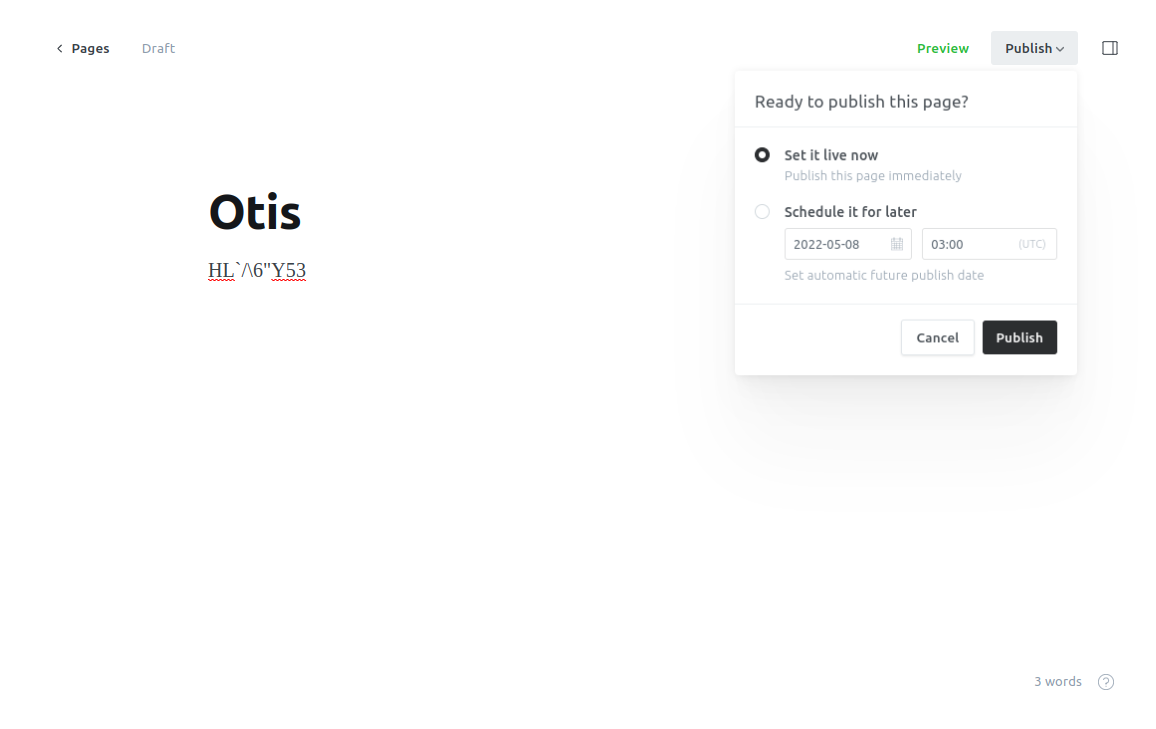 Pages
Draft
Preview
Publish
Ready to publish this page?
Set it live now
Publish this page immediately
Schedule it for later
2022-05-08
03:00
(UTC)
Set automatic future publish date
Cancel
Publish
Otis
HL`/\6"Y53
3 words